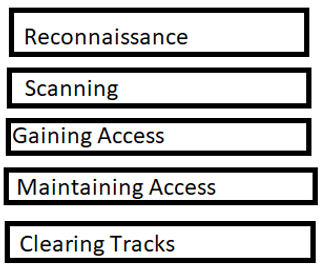 Reconnaissance
Scanning
Gaining Access
Maintaining Access
Clearing Tracks